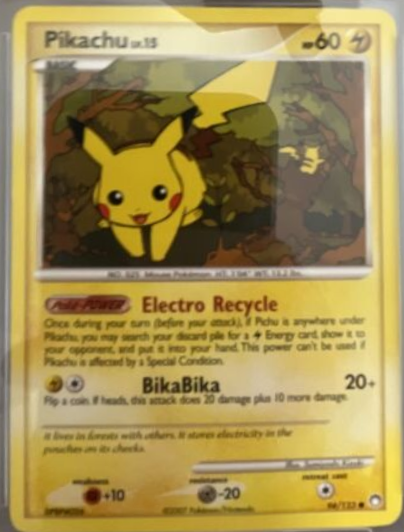 Pikachu LV.15 HP60
BASIC
NO. 025 Mouse Pokémon HT: 1'04" WT: 13.2 lbs.
POKé-POWER Electro Recycle
Once during your turn (before your attack), if Pichu is anywhere under
Pikachu, you may search your discard pile for a Energy card, show it to
your opponent, and put it into your hand. This power can't be used if
Pikachu is affected by a Special Condition.
BikaBika 20+
Flip a coin. If heads, this attack does 20 damage plus 10 more damage.
It lives in forests with others. It stores electricity in the
pouches on its cheeks.
weakness resistance retreat cost
+10 -20
©2007 Pokémon/Nintendo 94/123